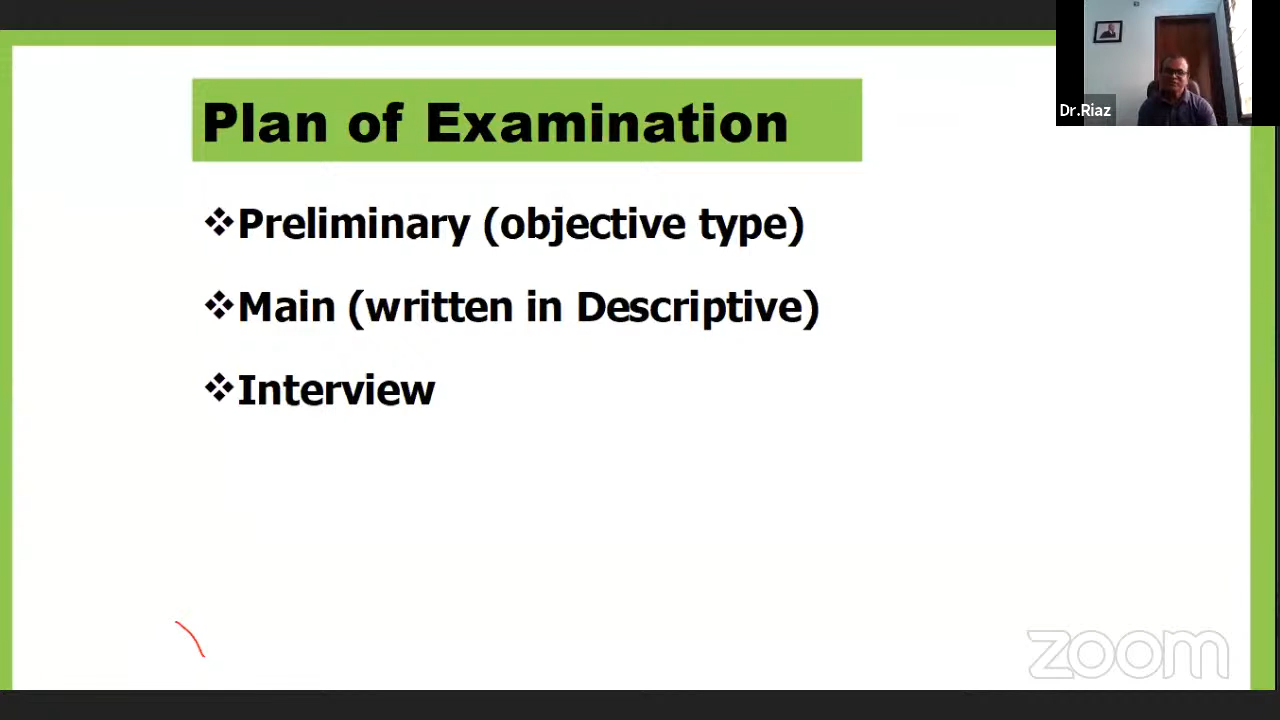 Plan of Examination
Dr.Riaz
❖Preliminary (objective type)
❖Main (written in Descriptive)
❖Interview
zoom